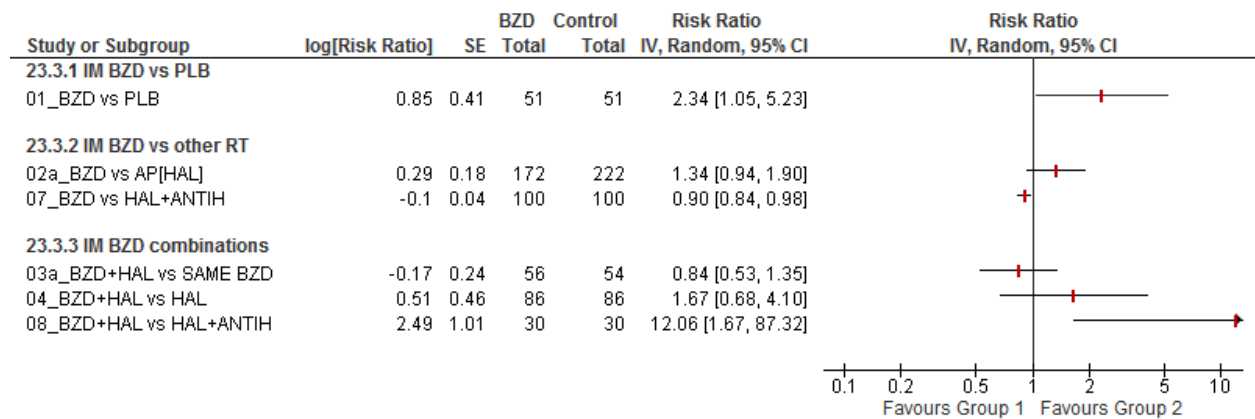 BZD Control Risk Ratio Risk Ratio
Study or Subgroup log[Risk Ratio] SE Total Total IV, Random, 95% CI IV, Random, 95% CI
23.3.1 IM BZD vs PLB
01_BZD vs PLB 0.85 0.41 51 51 2.34 [1.05, 5.23]
23.3.2 IM BZD vs other RT
02a_BZD vs AP[HAL] 0.29 0.18 172 222 1.34 [0.94, 1.90]
07_BZD vs HAL+ANTIH -0.1 0.04 100 100 0.90 [0.84, 0.98]
23.3.3 IM BZD combinations
03a_BZD+HAL vs SAME BZD -0.17 0.24 56 54 0.84 [0.53, 1.35]
04_BZD+HAL vs HAL 0.51 0.46 86 86 1.67 [0.68, 4.10]
08_BZD+HAL vs HAL+ANTIH 2.49 1.01 30 30 12.06 [1.67, 87.32]
0.1 0.2 0.5 1 2 5 10
Favours Group 1 Favours Group 2